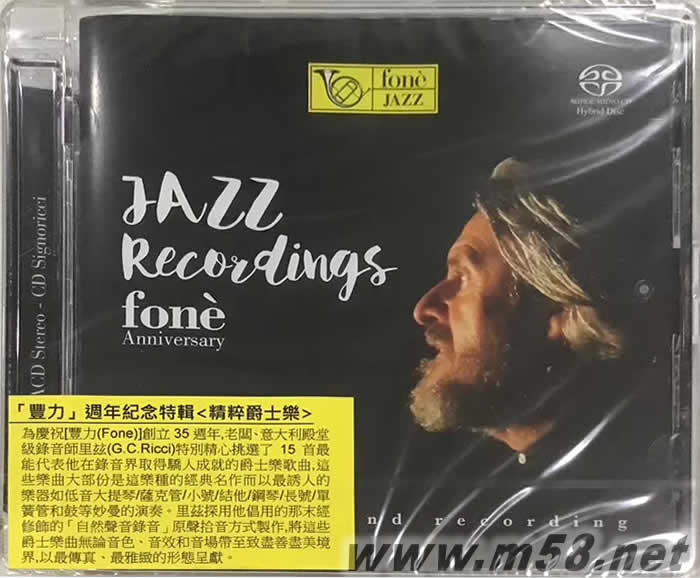 fonè
JAZZ
SUPER AUDIO CD
Hybrid Disc
JAZZ
Recordings
fonè
Anniversary
ACD Stereo - CD Signoricci
「豐力」週年紀念特輯<精粹爵士樂>
為慶祝[豐力(Fone)]創立 35 週年,老闆、意大利殿堂
級錄音師里玆(G.C.Ricci)特別精心挑選了 15 首最
能代表他在錄音界取得驕人成就的爵士樂歌曲,這
些樂曲大部份是這樂種的經典名作而以最誘人的
樂器如低音大提琴/薩克管/小號/結他/鋼琴/長號/單
簧管和鼓等妙曼的演奏。里玆採用他倡用的那末經
修飾的「自然聲音錄音」原聲拾音方式製作,將這些
爵士樂曲無論音色、音效和音場帶至致盡善盡美境
界,以最傳真、最雅緻的形態呈獻。
nd recording
www.m58.net